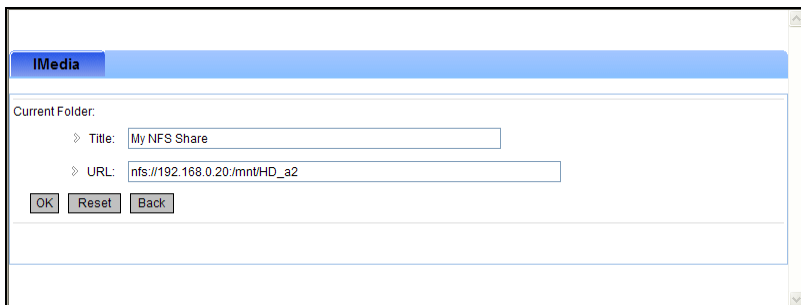 IMedia
Current Folder:
Title: My NFS Share
URL: nfs://192.168.0.20:/mnt/HD_a2
OK Reset Back